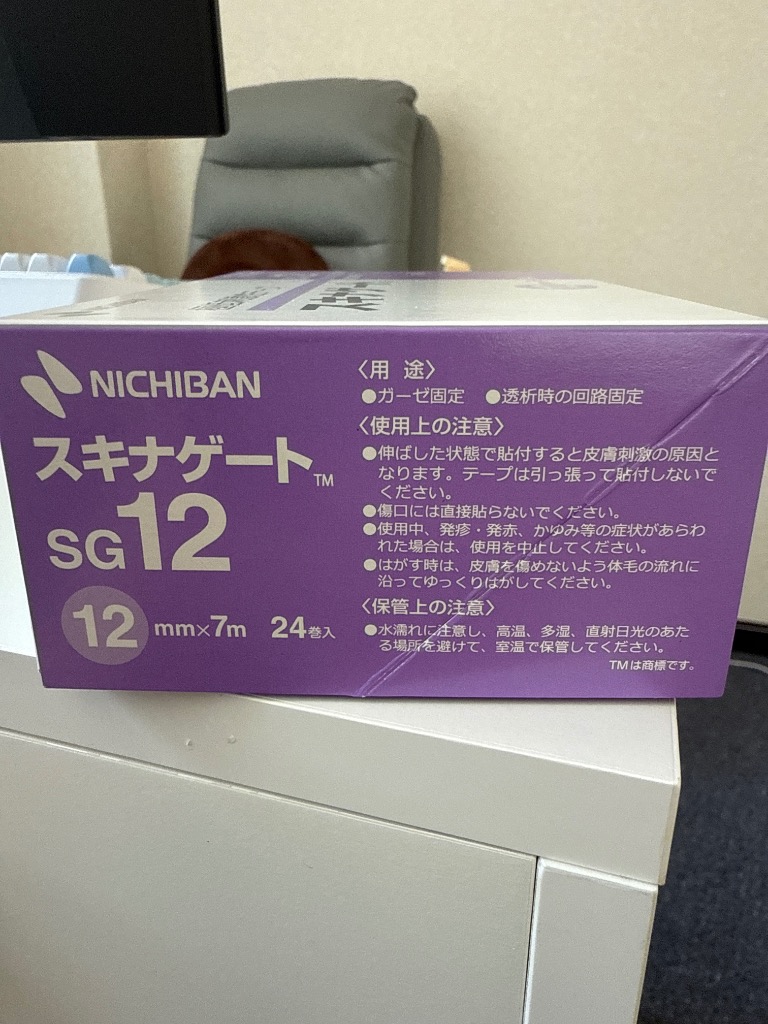 スキナゲート
NICHIBAN
スキナゲート™
SG12
12 mm×7m 24巻入
〈用 途〉
●ガーゼ固定 ●透析時の回路固定
〈使用上の注意〉
●伸ばした状態で貼付すると皮膚刺激の原因と
なります。テープは引っ張って貼付しないで
ください。
●傷口には直接貼らないでください。
●使用中、発疹・発赤、かゆみ等の症状があらわ
れた場合は、使用を中止してください。
●はがす時は、皮膚を傷めないよう体毛の流れに
沿ってゆっくりはがしてください。
〈保管上の注意〉
●水濡れに注意し、高温、多湿、直射日光のあた
る場所を避けて、室温で保管してください。
TMは商標です。